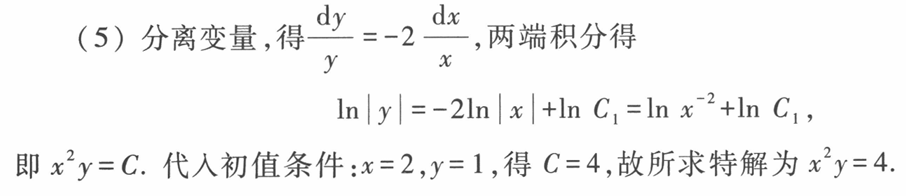 (5) 分离变量,得 dy/y = -2 dx/x,两端积分得
ln|y| = -2ln|x| + ln C₁ = ln x⁻² + ln C₁,
即 x²y = C. 代入初值条件:x = 2, y = 1,得 C = 4,故所求特解为 x²y = 4.